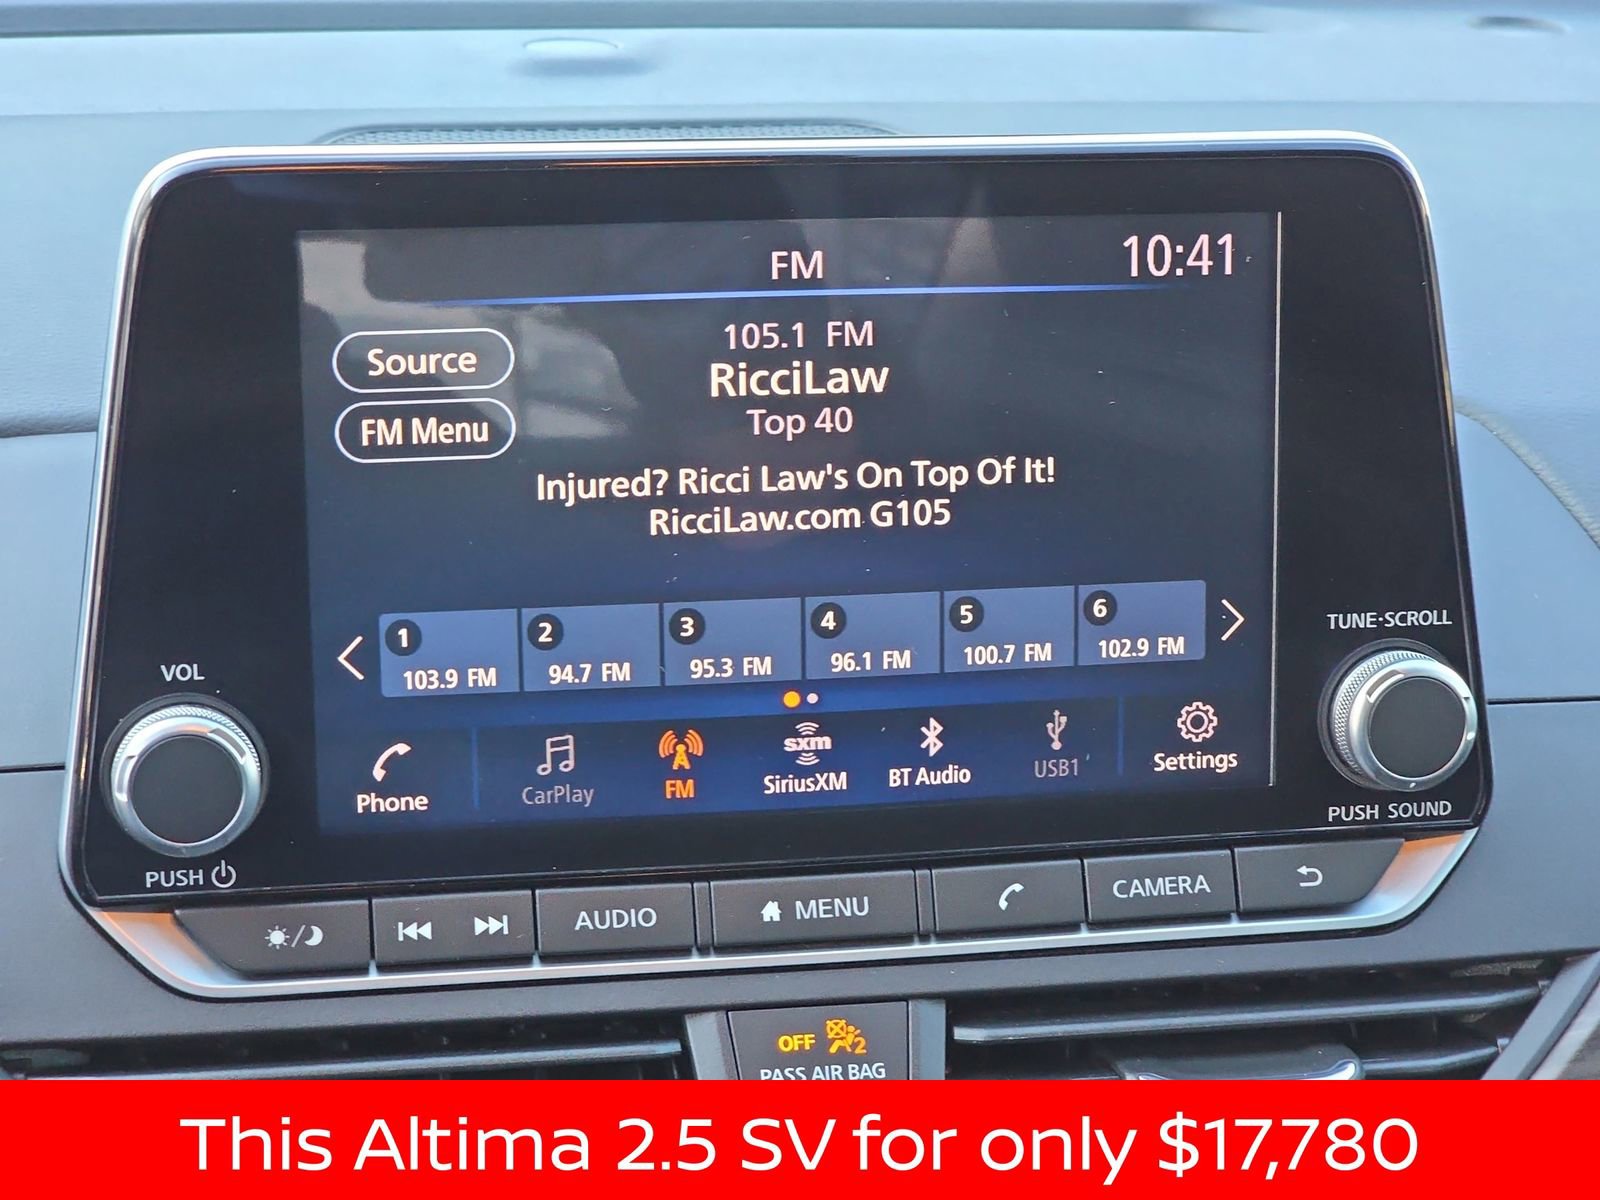 FM
10:41
105.1 FM
Source
RicciLaw
Top 40
FM Menu
Injured? Ricci Law's On Top Of It!
RicciLaw.com G105
1 2 3 4 5 6
103.9 FM 94.7 FM 95.3 FM 96.1 FM 100.7 FM 102.9 FM
VOL
TUNE·SCROLL
sxm
Phone CarPlay FM SiriusXM BT Audio USB1 Settings
PUSH
PUSH SOUND
AUDIO MENU CAMERA
OFF 2
PASS AIR BAG
This Altima 2.5 SV for only $17,780